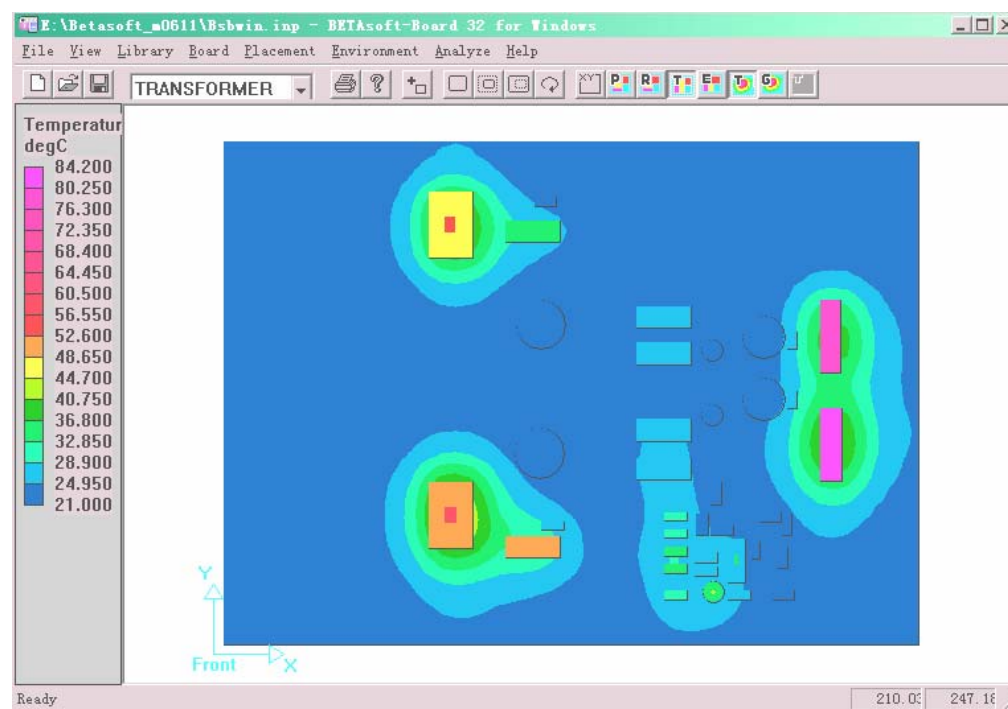 E:\Betasoft_m0611\Bsbwin.inp - BETAsoft-Board 32 for Windows
File View Library Board Placement Environment Analyze Help
TRANSFORMER XY P R T E T G T
Temperatur
degC
84.200
80.250
76.300
72.350
68.400
64.450
60.500
56.550
52.600
48.650
44.700
40.750
36.800
32.850
28.900
24.950
21.000
Y
Front X
Ready 210.03 247.18